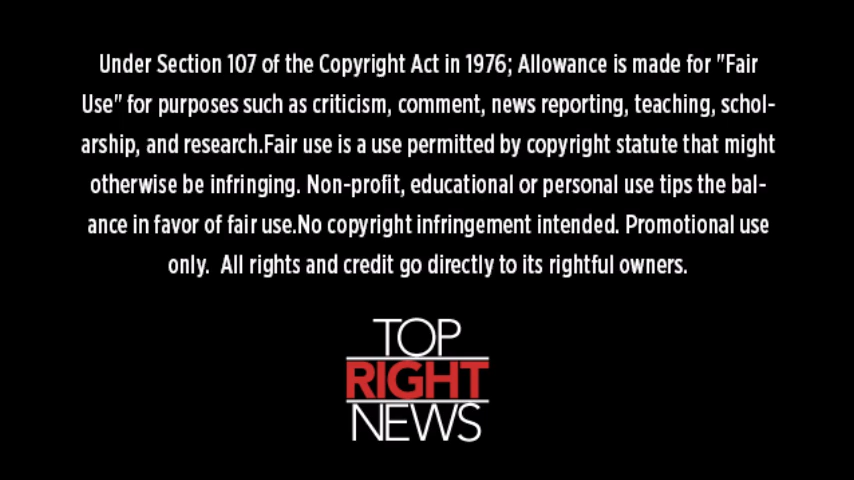 Under Section 107 of the Copyright Act in 1976; Allowance is made for "Fair
Use" for purposes such as criticism, comment, news reporting, teaching, schol-
arship, and research.Fair use is a use permitted by copyright statute that might
otherwise be infringing. Non-profit, educational or personal use tips the bal-
ance in favor of fair use.No copyright infringement intended. Promotional use
only.  All rights and credit go directly to its rightful owners.
TOP
RIGHT
NEWS